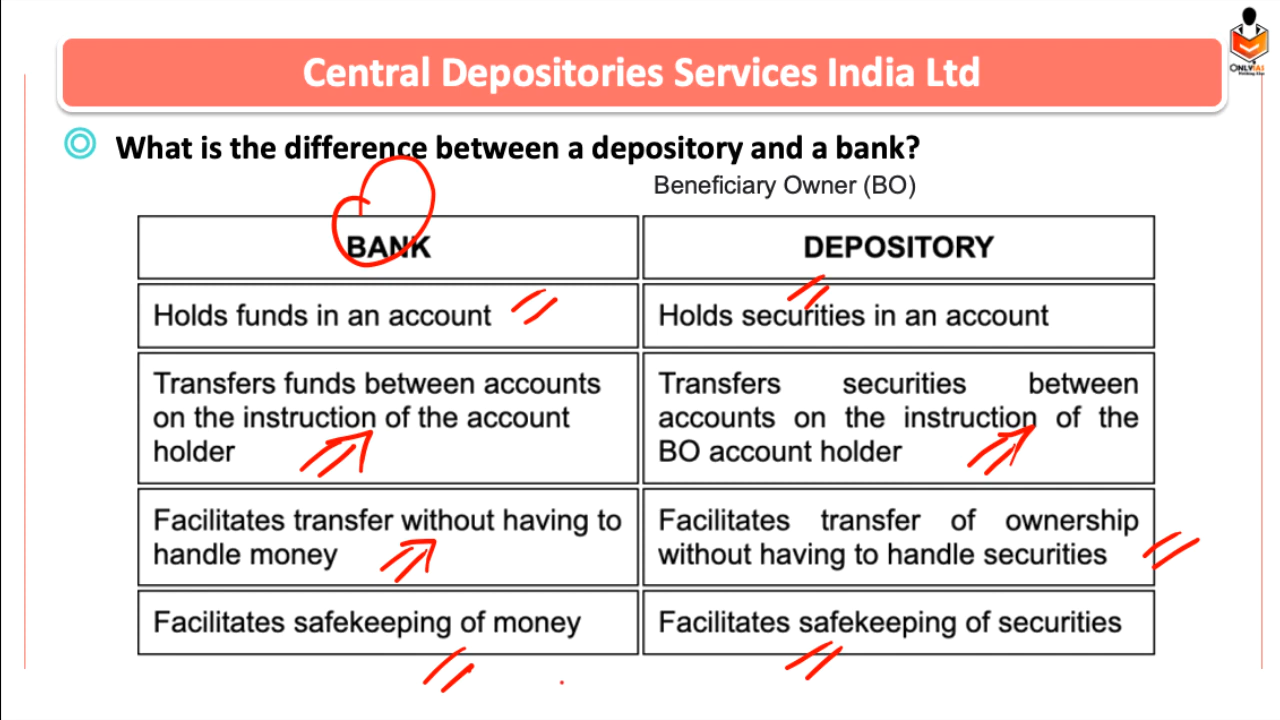 Central Depositories Services India Ltd
ONLYIAS
What is the difference between a depository and a bank?
Beneficiary Owner (BO)
BANK
DEPOSITORY
Holds funds in an account
Holds securities in an account
Transfers funds between accounts
on the instruction of the account
holder
Transfers securities between
accounts on the instruction of the
BO account holder
Facilitates transfer without having to
handle money
Facilitates transfer of ownership
without having to handle securities
Facilitates safekeeping of money
Facilitates safekeeping of securities